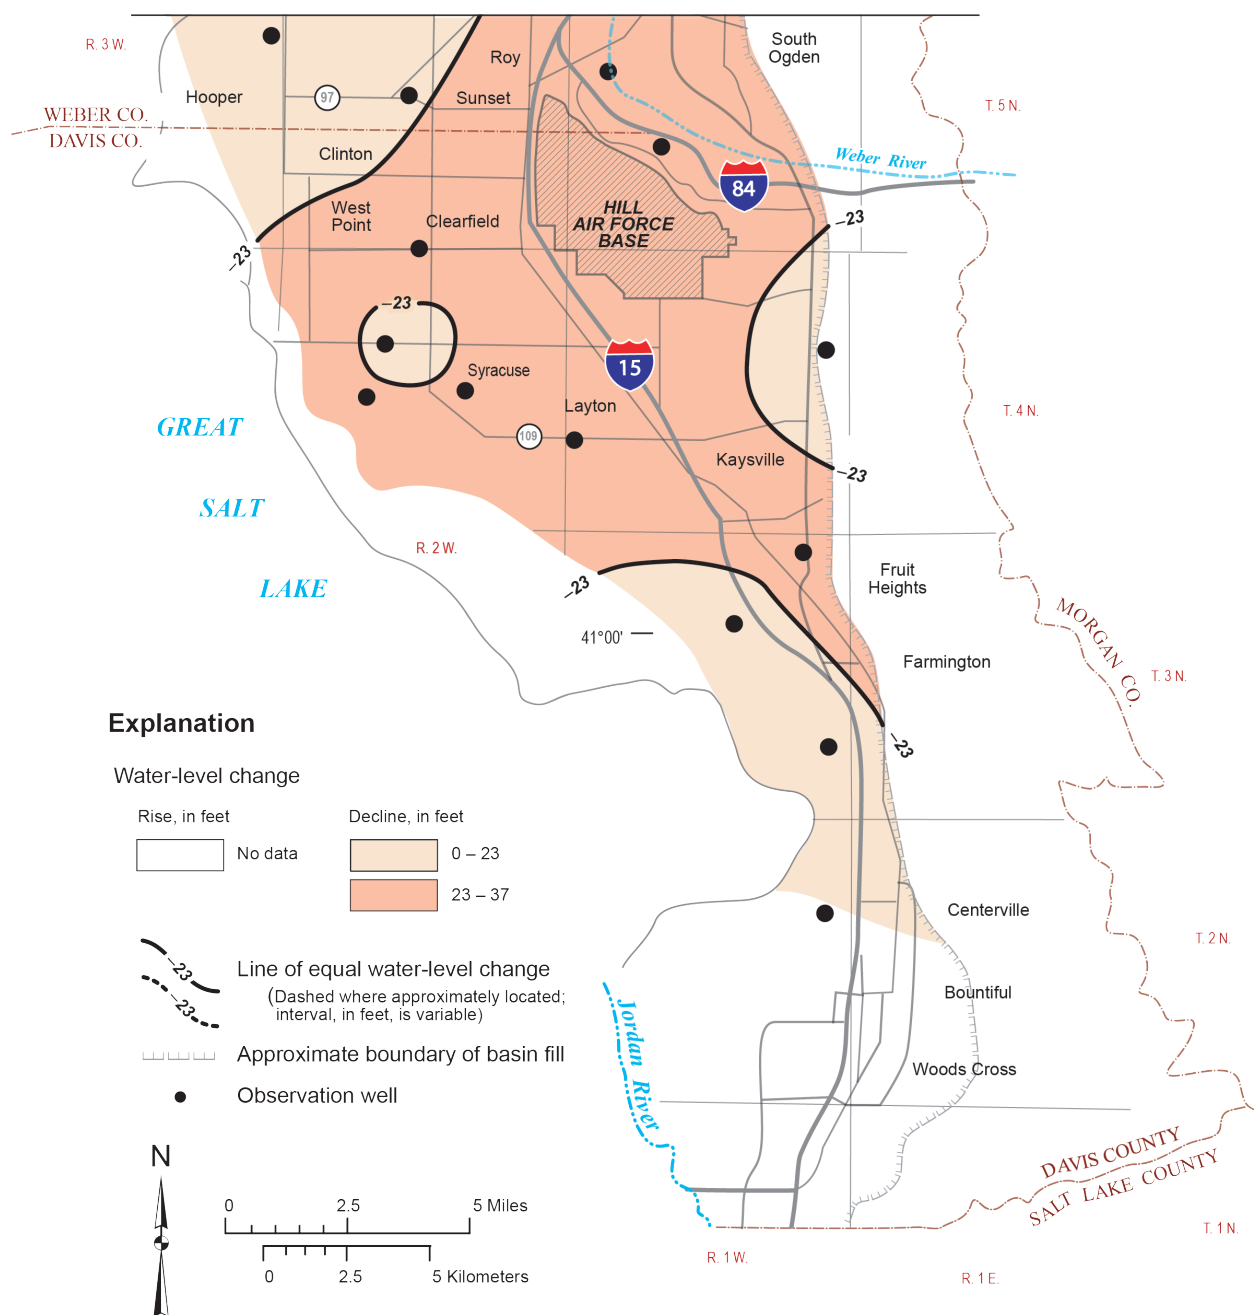 South
Ogden
R. 3 W.
Roy
Hooper
97
Sunset
T. 5 N.
WEBER CO.
DAVIS CO.
Clinton
Weber River
84
West
Point
Clearfield
HILL
AIR FORCE
BASE
–23
–23
–23
15
Syracuse
Layton
T. 4 N.
GREAT
109
Kaysville
–23
SALT
R. 2 W.
Fruit
Heights
–23
LAKE
MORGAN CO.
41°00'
Farmington
T. 3 N.
–23
Explanation
Water-level change
Rise, in feet
Decline, in feet
No data
0 – 23
23 – 37
Centerville
T. 2 N.
–23
Line of equal water-level change
–23
(Dashed where approximately located;
interval, in feet, is variable)
Bountiful
Jordan River
Approximate boundary of basin fill
Woods Cross
Observation well
N
DAVIS COUNTY
SALT LAKE COUNTY
0 2.5 5 Miles
T. 1 N.
0 2.5 5 Kilometers
R. 1 W.
R. 1 E.